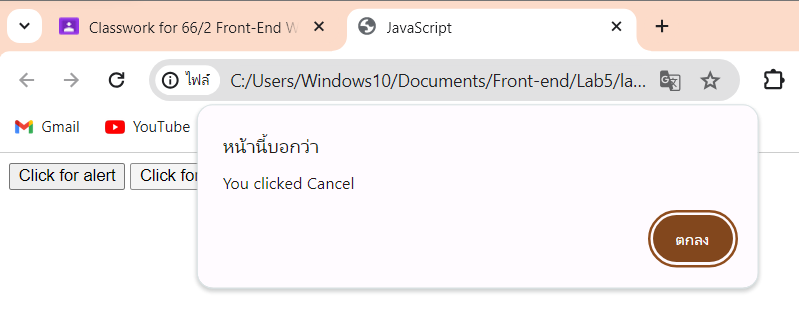 Classwork for 66/2 Front-End W
JavaScript
ไฟล์ C:/Users/Windows10/Documents/Front-end/Lab5/la...
Gmail YouTube
หน้านี้บอกว่า
Click for alert Click for
You clicked Cancel
ตกลง